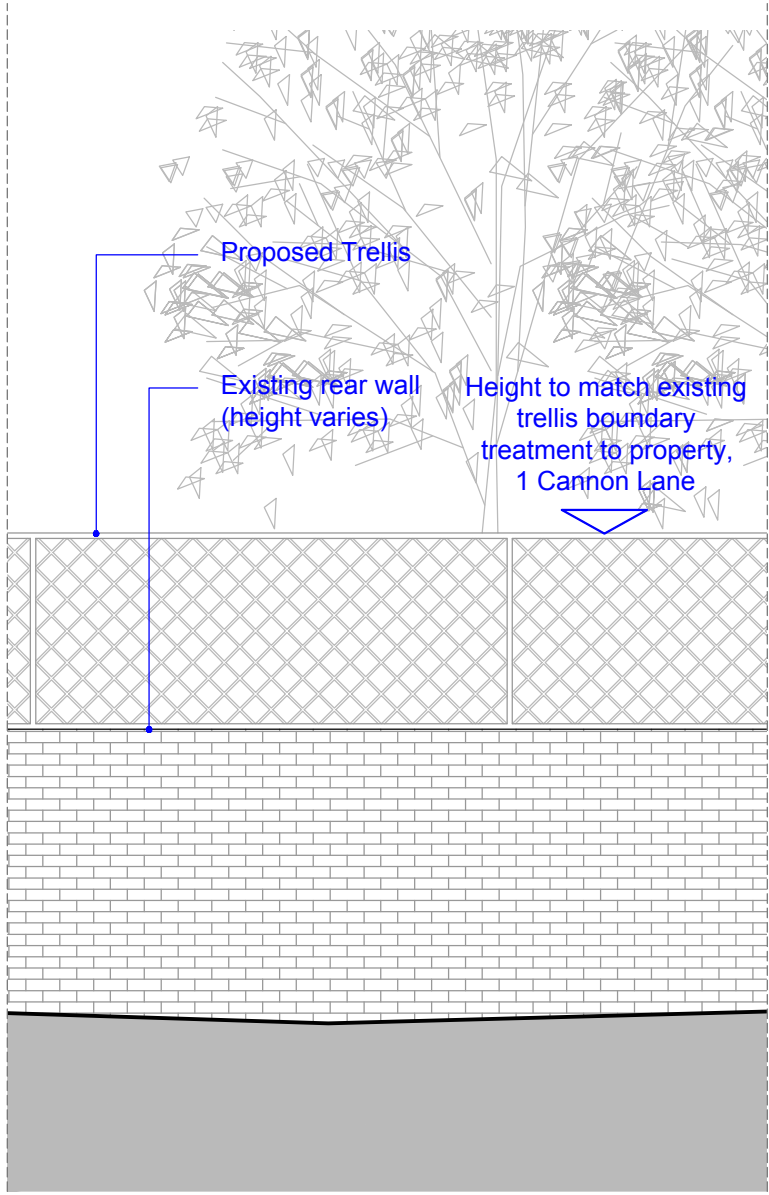 Proposed Trellis
Existing rear wall
(height varies)
Height to match existing
trellis boundary
treatment to property,
1 Cannon Lane